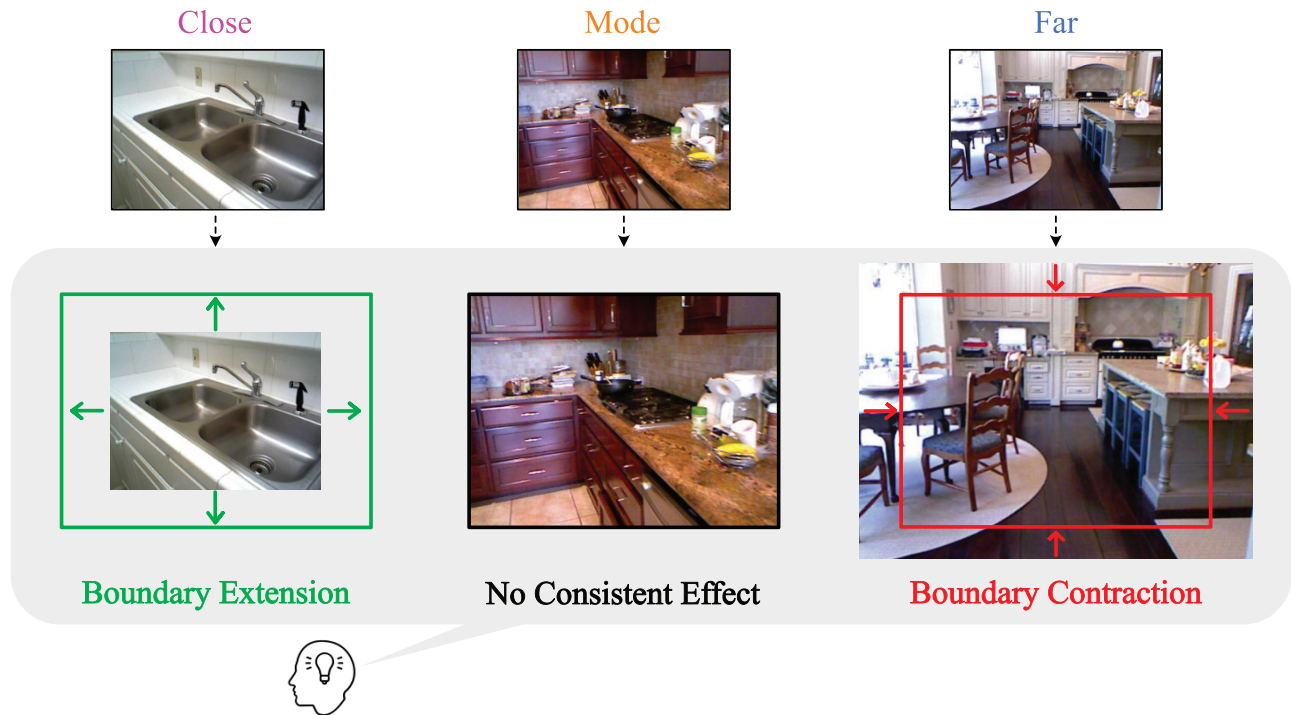 Close
Mode
Far
Boundary Extension
No Consistent Effect
Boundary Contraction